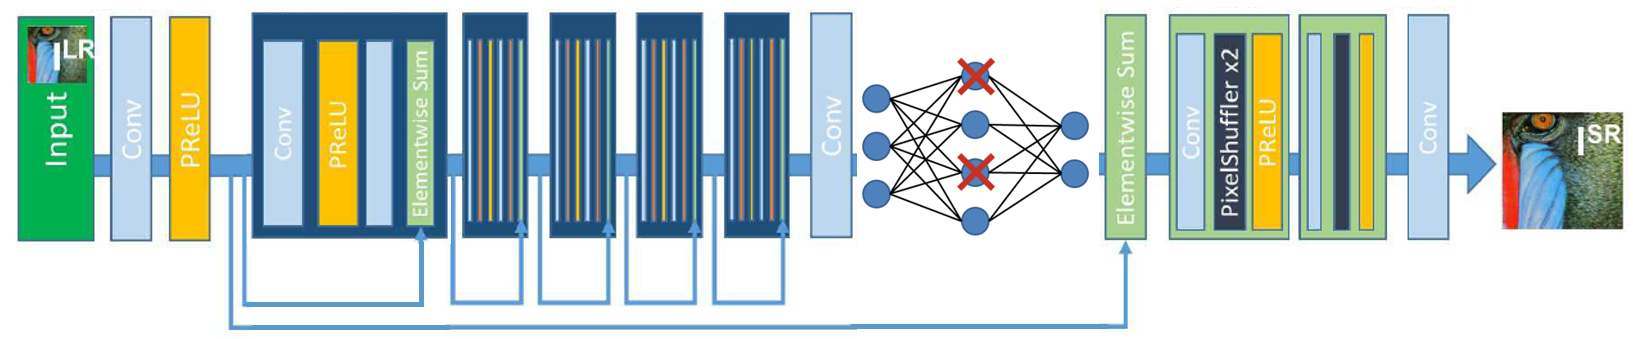 I LR
Input
Conv
PReLU
Conv
PReLU
Elementwise Sum
Conv
Elementwise Sum
Conv
PixelShuffler x2
PReLU
Conv
I SR